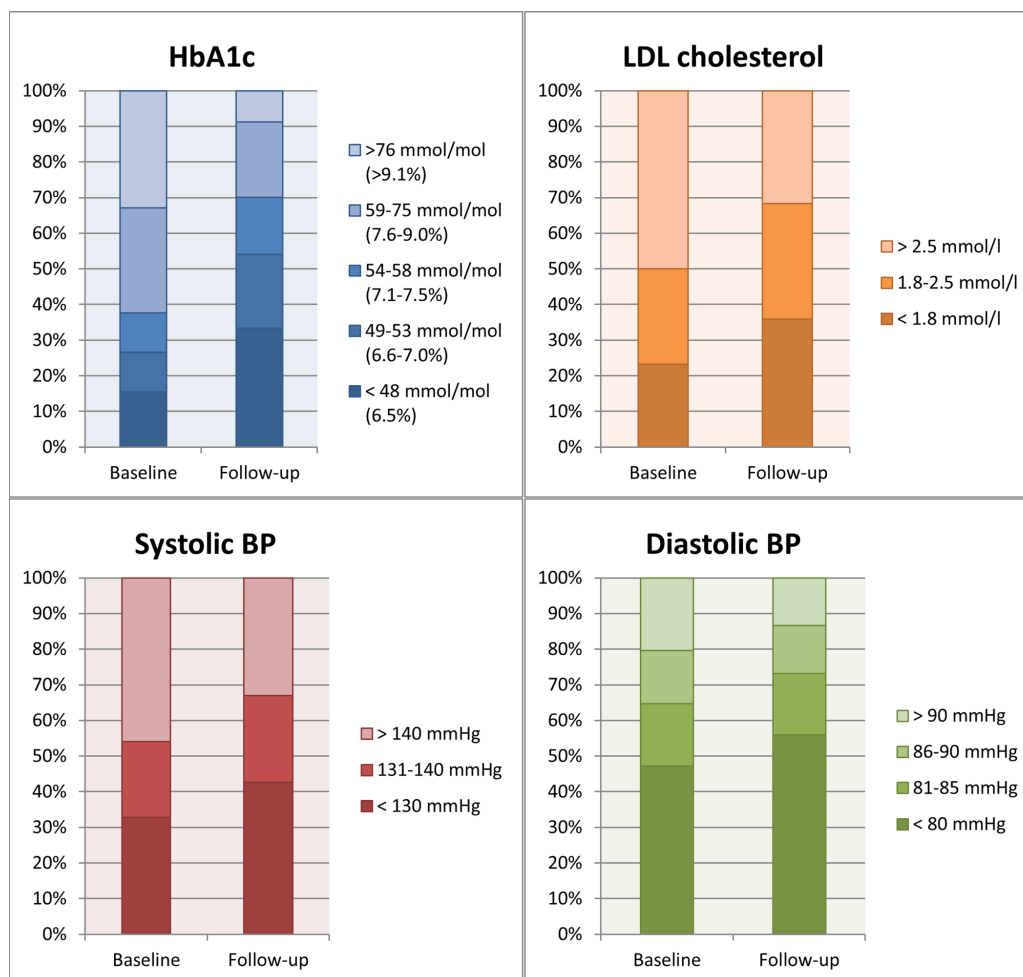 HbA1c
100%
90%
80%
70%
60%
50%
40%
30%
20%
10%
0%
Baseline
Follow-up
>76 mmol/mol
(>9.1%)
59-75 mmol/mol
(7.6-9.0%)
54-58 mmol/mol
(7.1-7.5%)
49-53 mmol/mol
(6.6-7.0%)
< 48 mmol/mol
(6.5%)
LDL cholesterol
100%
90%
80%
70%
60%
50%
40%
30%
20%
10%
0%
Baseline
Follow-up
> 2.5 mmol/l
1.8-2.5 mmol/l
< 1.8 mmol/l
Systolic BP
100%
90%
80%
70%
60%
50%
40%
30%
20%
10%
0%
Baseline
Follow-up
> 140 mmHg
131-140 mmHg
< 130 mmHg
Diastolic BP
100%
90%
80%
70%
60%
50%
40%
30%
20%
10%
0%
Baseline
Follow-up
> 90 mmHg
86-90 mmHg
81-85 mmHg
< 80 mmHg